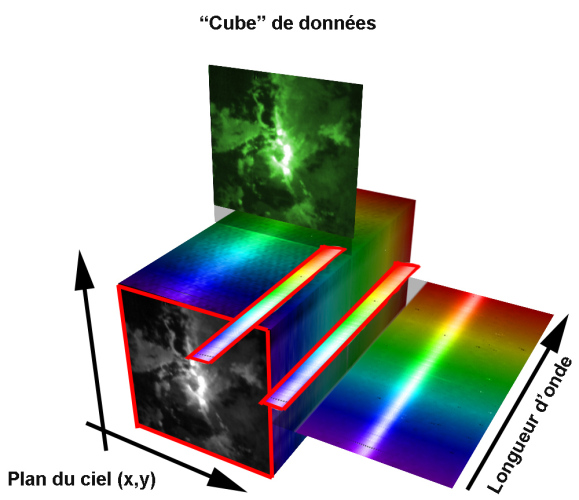 “Cube” de données
Plan du ciel (x,y)
Longueur d’onde